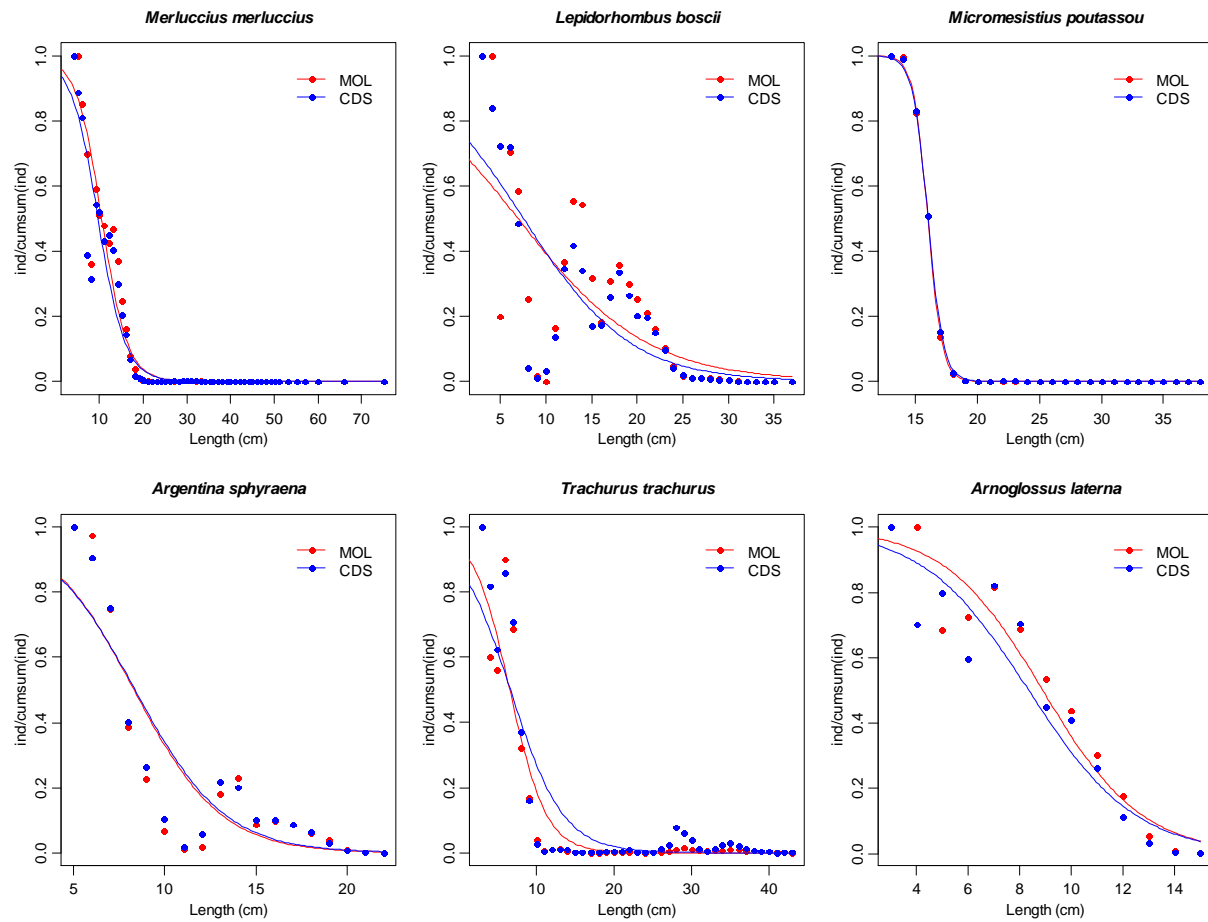 Merluccius merluccius
ind/cumsum(ind)
1.0
0.8
0.6
0.4
0.2
0.0
MOL
CDS
10 20 30 40 50 60 70
Length (cm)
Lepidorhombus boscii
ind/cumsum(ind)
1.0
0.8
0.6
0.4
0.2
0.0
MOL
CDS
5 10 15 20 25 30 35
Length (cm)
Micromesistius poutassou
ind/cumsum(ind)
1.0
0.8
0.6
0.4
0.2
0.0
MOL
CDS
15 20 25 30 35
Length (cm)
Argentina sphyraena
ind/cumsum(ind)
1.0
0.8
0.6
0.4
0.2
0.0
MOL
CDS
5 10 15 20
Length (cm)
Trachurus trachurus
ind/cumsum(ind)
1.0
0.8
0.6
0.4
0.2
0.0
MOL
CDS
10 20 30 40
Length (cm)
Arnoglossus laterna
ind/cumsum(ind)
1.0
0.8
0.6
0.4
0.2
0.0
MOL
CDS
4 6 8 10 12 14
Length (cm)